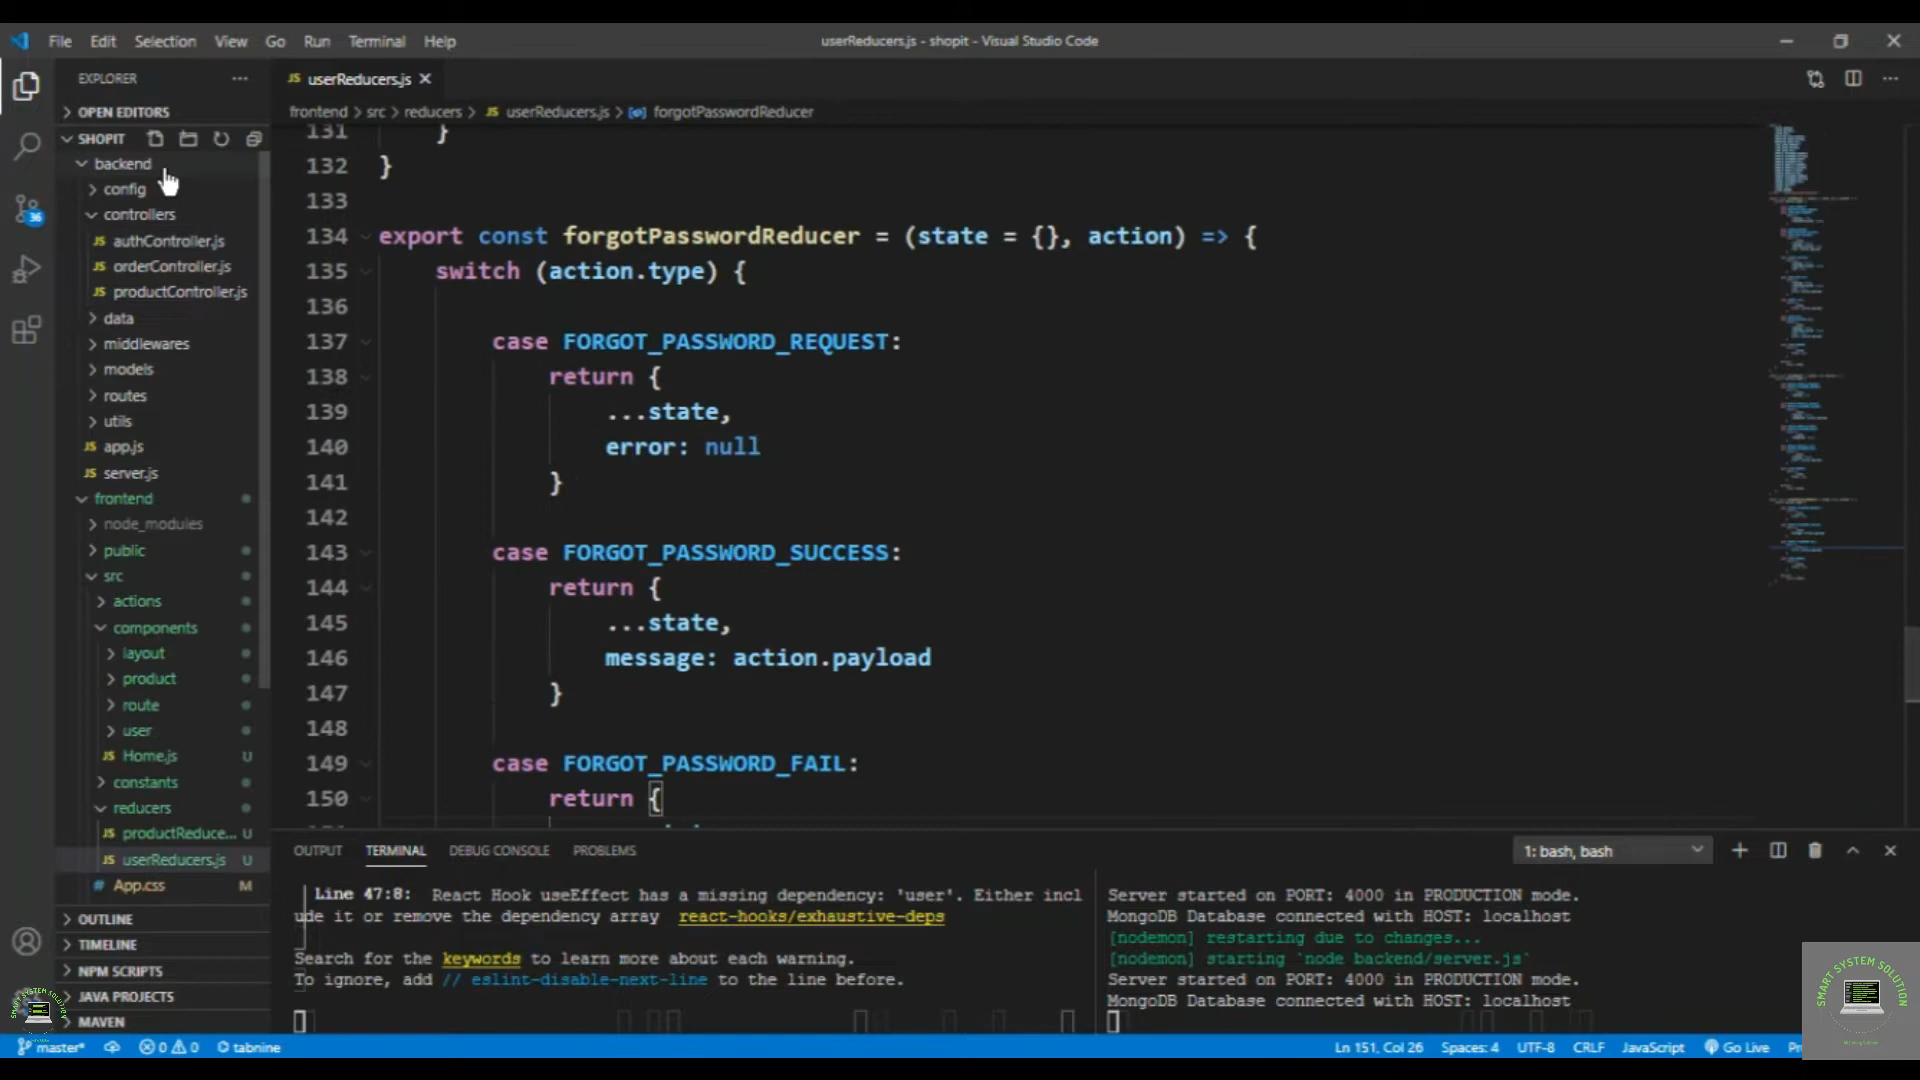 File Edit Selection View Go Run Terminal Help
userReducers.js - shopit - Visual Studio Code
EXPLORER
OPEN EDITORS
SHOPIT
backend
config
controllers
JS authController.js
JS orderController.js
JS productController.js
data
middlewares
models
routes
utils
JS app.js
JS server.js
frontend
node_modules
public
src
actions
components
layout
product
route
user
JS Home.js U
constants
reducers
JS productReduce... U
JS userReducers.js U
# App.css M
OUTLINE
TIMELINE
NPM SCRIPTS
JAVA PROJECTS
MAVEN
36
JS userReducers.js
frontend > src > reducers > JS userReducers.js > forgotPasswordReducer
131 }
132 }
133
134 export const forgotPasswordReducer = (state = {}, action) => {
135 switch (action.type) {
136
137 case FORGOT_PASSWORD_REQUEST:
138 return {
139 ...state,
140 error: null
141 }
142
143 case FORGOT_PASSWORD_SUCCESS:
144 return {
145 ...state,
146 message: action.payload
147 }
148
149 case FORGOT_PASSWORD_FAIL:
150 return {
OUTPUT TERMINAL DEBUG CONSOLE PROBLEMS
1: bash, bash
Line 47:8: React Hook useEffect has a missing dependency: 'user'. Either incl
ude it or remove the dependency array react-hooks/exhaustive-deps
Search for the keywords to learn more about each warning.
To ignore, add // eslint-disable-next-line to the line before.
Server started on PORT: 4000 in PRODUCTION mode.
MongoDB Database connected with HOST: localhost
[nodemon] restarting due to changes...
[nodemon] starting `node backend/server.js`
Server started on PORT: 4000 in PRODUCTION mode.
MongoDB Database connected with HOST: localhost
SMART SYSTEM SOLUTION
SMART SYSTEM SOLUTION
master* 0 0 tabnine
Ln 151, Col 26 Spaces: 4 UTF-8 CRLF JavaScript Go Live